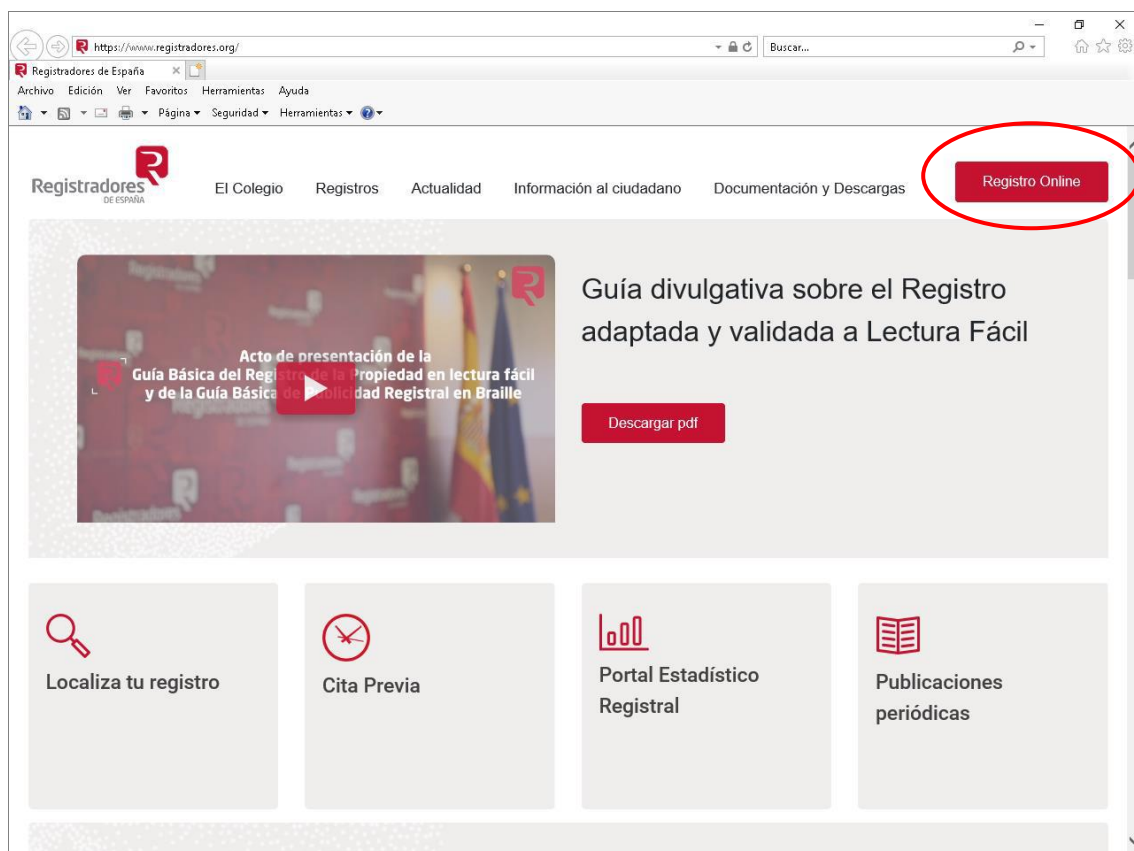 https://www.registradores.org/
Buscar...
Registradores de España
Archivo Edición Ver Favoritos Herramientas Ayuda
Página Seguridad Herramientas
Registradores
DE ESPAÑA
El Colegio
Registros
Actualidad
Información al ciudadano
Documentación y Descargas
Registro Online
Acto de presentación de la
Guía Básica del Registro de la Propiedad en lectura fácil
y de la Guía Básica de Publicidad Registral en Braille
Guía divulgativa sobre el Registro
adaptada y validada a Lectura Fácil
Descargar pdf
Localiza tu registro
Cita Previa
Portal Estadístico
Registral
Publicaciones
periódicas